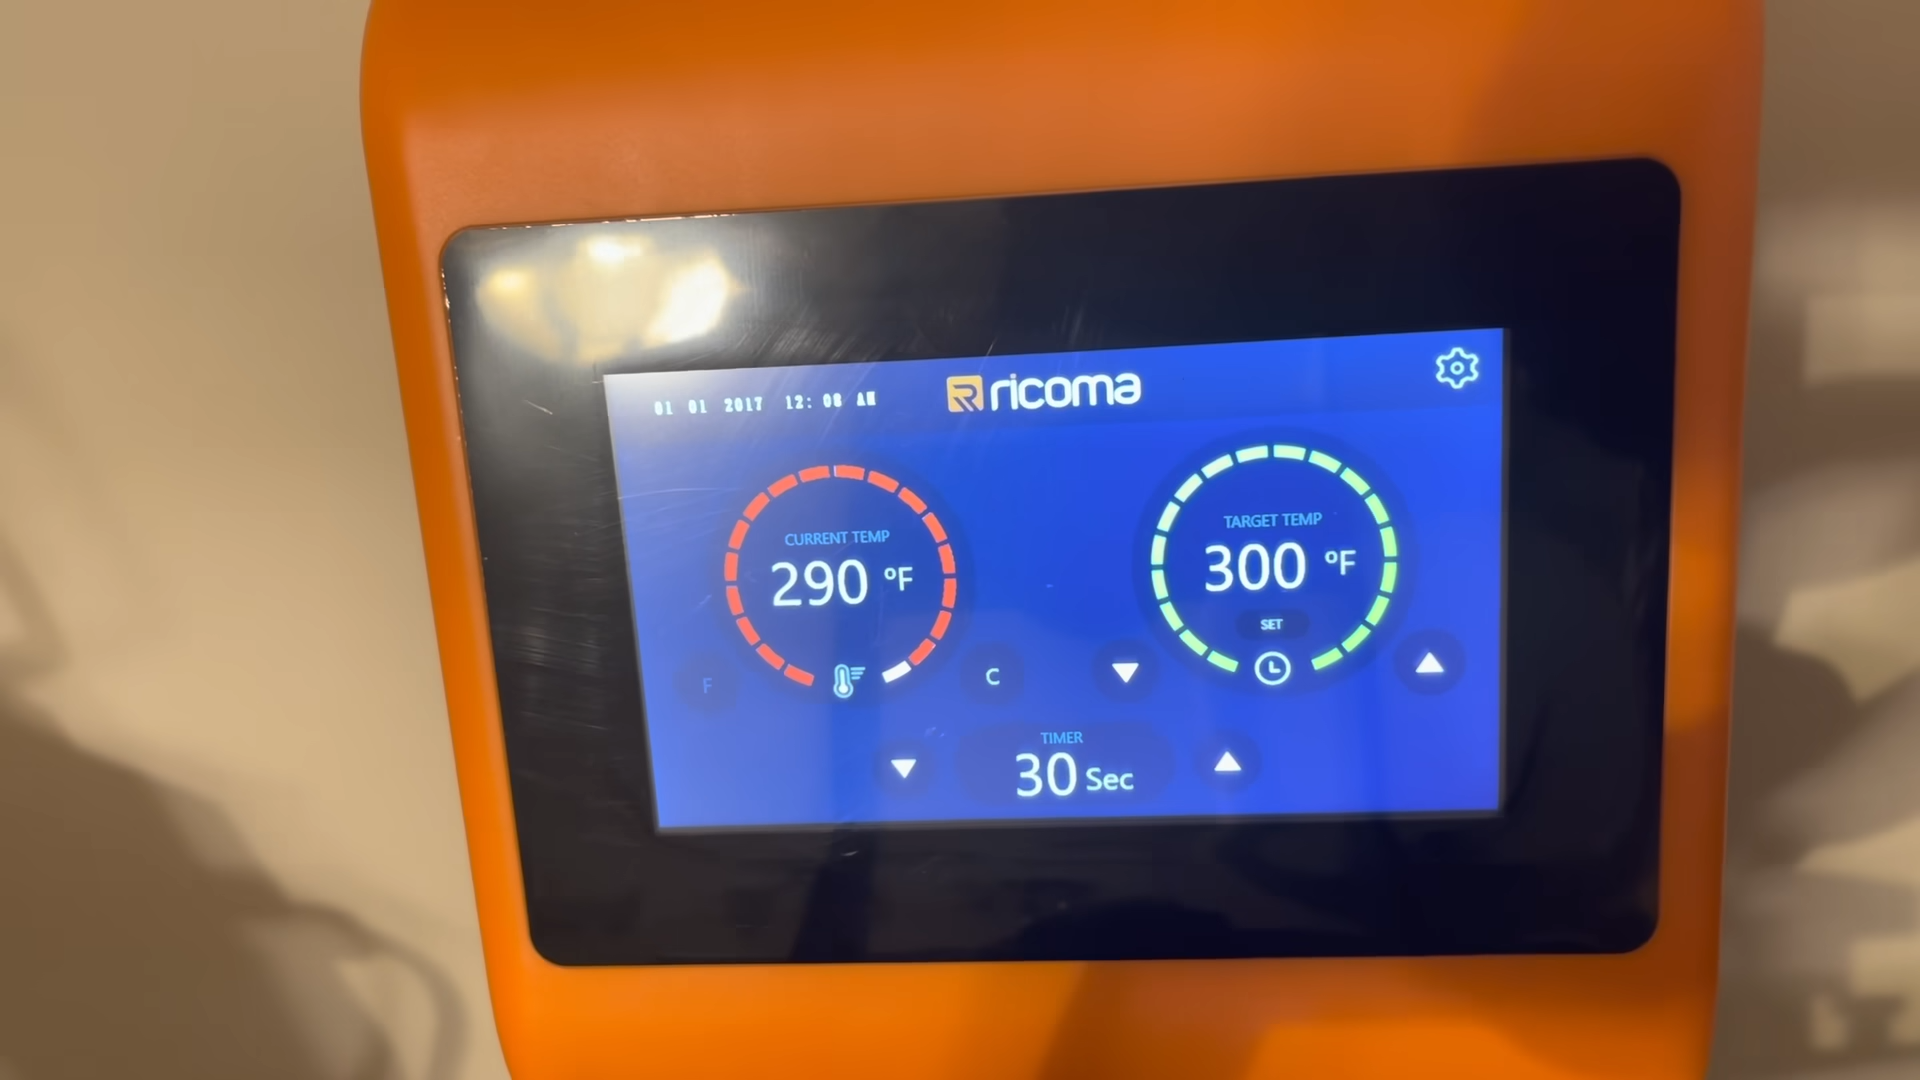 01 01 2017 12: 08 AM
ricoma
CURRENT TEMP
290 °F
TARGET TEMP
300 °F
SET
F
C
TIMER
30 Sec